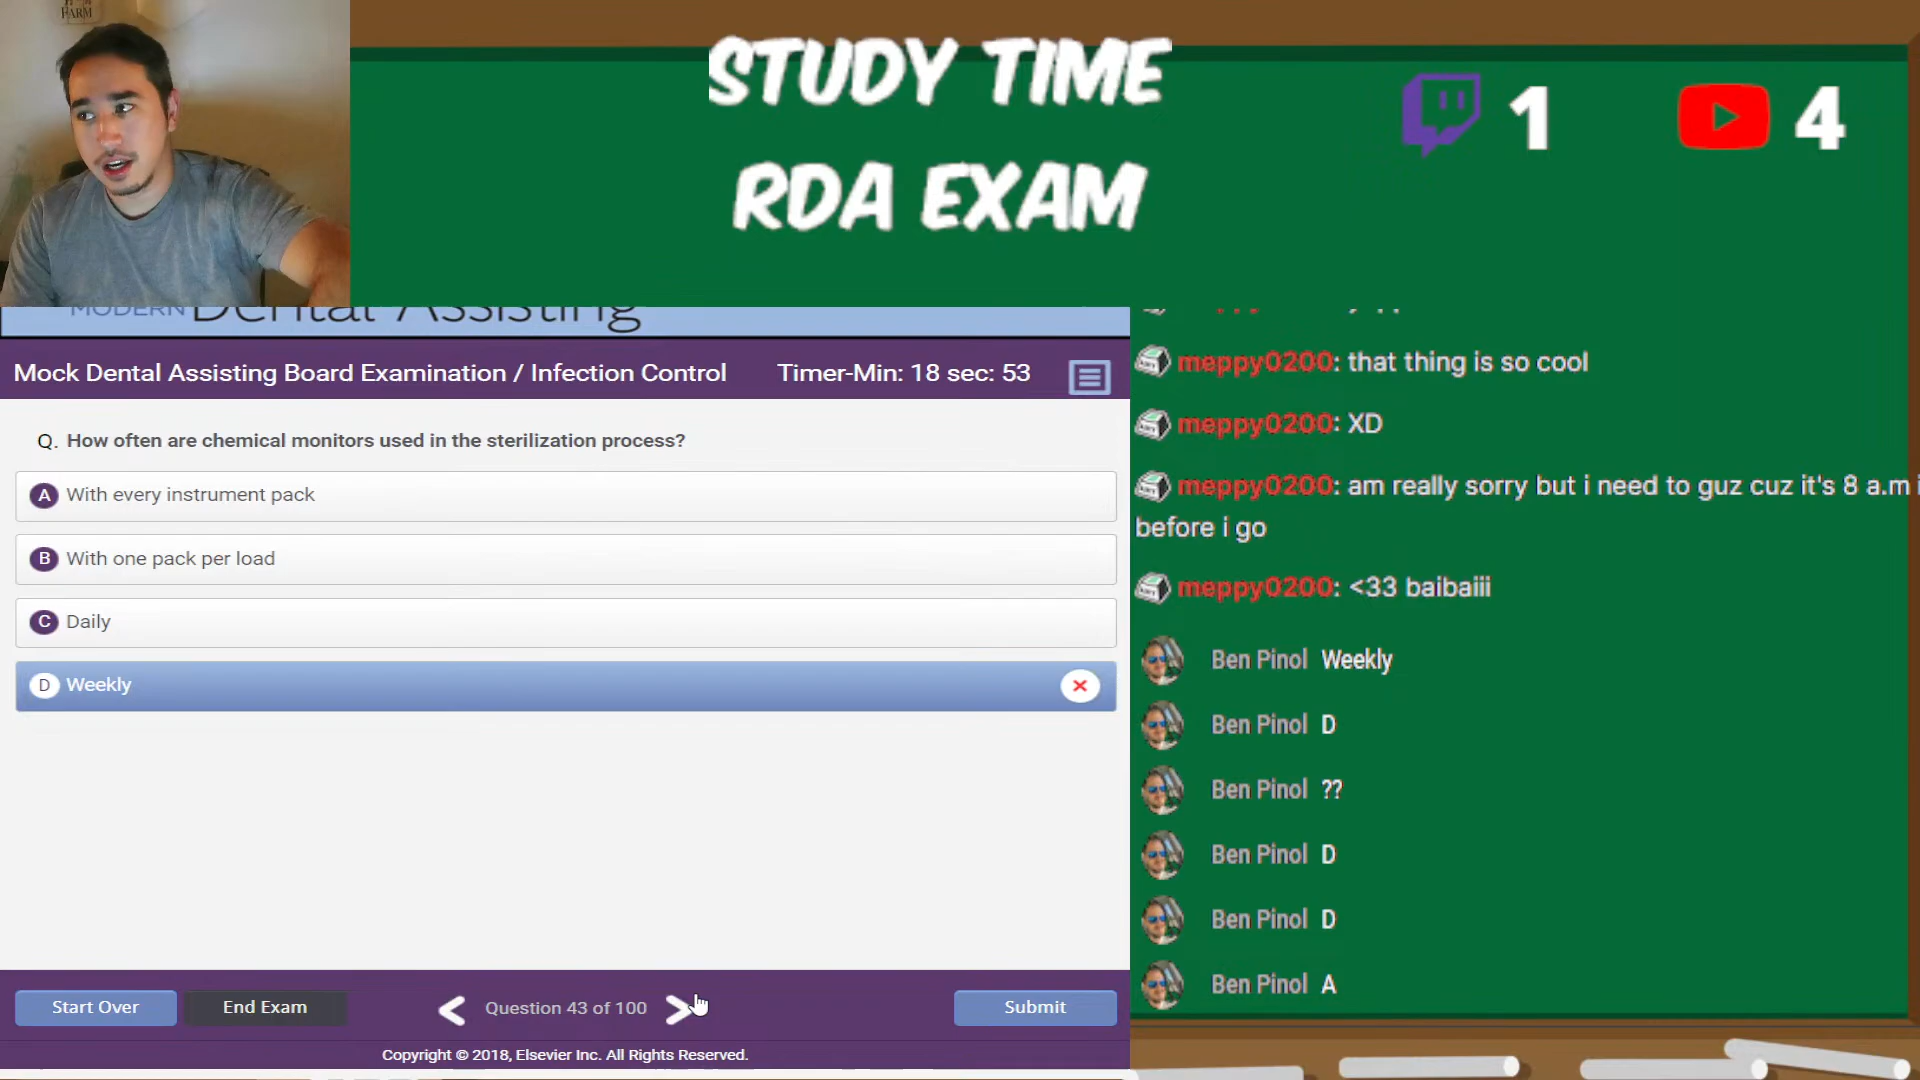 FARM
STUDY TIME
RDA EXAM
1
4
MODERN Dental Assisting
Mock Dental Assisting Board Examination / Infection Control
Timer-Min: 18 sec: 53
Q. How often are chemical monitors used in the sterilization process?
A With every instrument pack
B With one pack per load
C Daily
D Weekly
Start Over
End Exam
Question 43 of 100
Submit
Copyright © 2018, Elsevier Inc. All Rights Reserved.
meppy0200: that thing is so cool
meppy0200: XD
meppy0200: am really sorry but i need to guz cuz it's 8 a.m i
before i go
meppy0200: <33 baibaiii
Ben Pinol Weekly
Ben Pinol D
Ben Pinol ??
Ben Pinol D
Ben Pinol D
Ben Pinol A